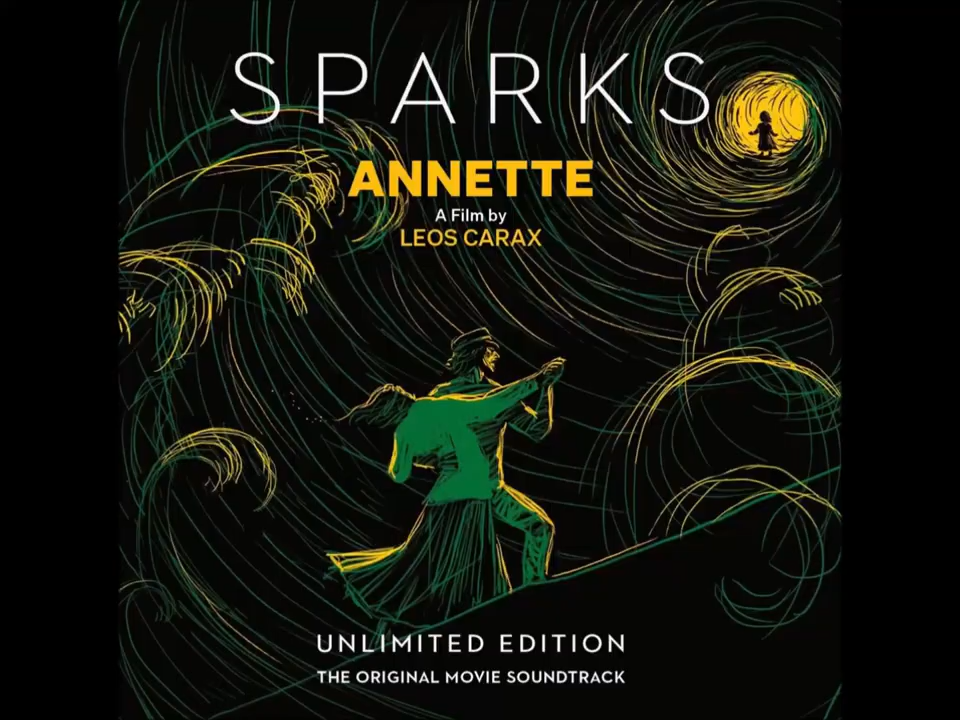 SPARKS
ANNETTE
A Film by
LEOS CARAX
UNLIMITED EDITION
THE ORIGINAL MOVIE SOUNDTRACK